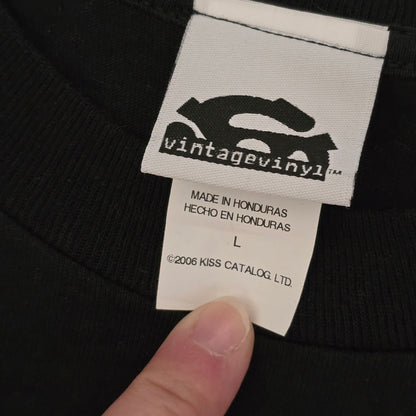 vintagevinyl™
MADE IN HONDURAS
HECHO EN HONDURAS
L
©2006 KISS CATALOG, LTD.